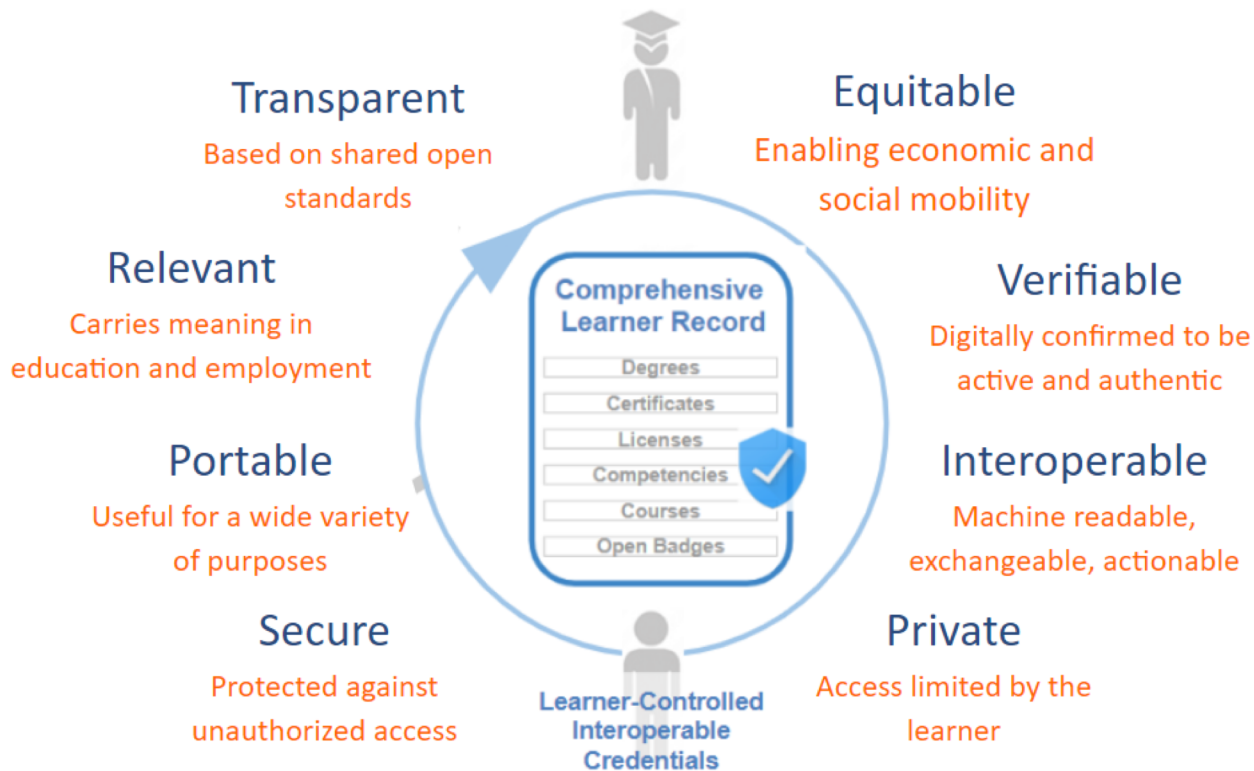 Transparent
Based on shared open
standards
Equitable
Enabling economic and
social mobility
Relevant
Carries meaning in
education and employment
Verifiable
Digitally confirmed to be
active and authentic
Portable
Useful for a wide variety
of purposes
Interoperable
Machine readable,
exchangeable, actionable
Secure
Protected against
unauthorized access
Private
Access limited by the
learner
Comprehensive
Learner Record
Degrees
Certificates
Licenses
Competencies
Courses
Open Badges
Learner-Controlled
Interoperable
Credentials